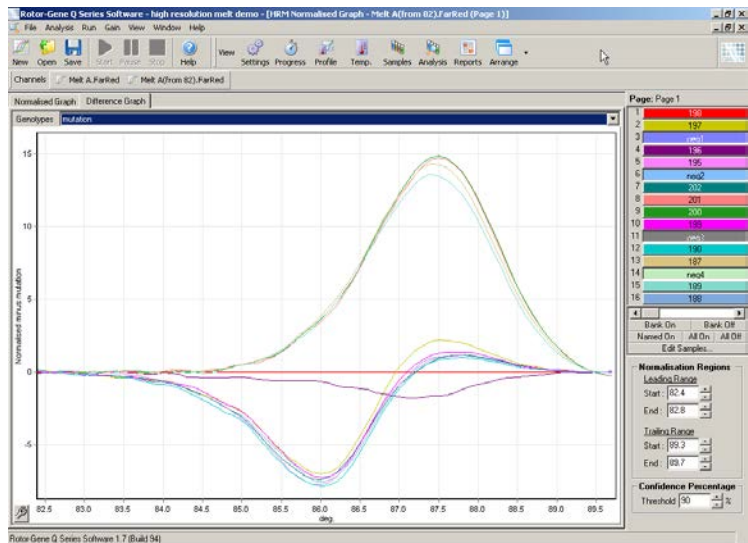 Rotor-Gene Q Series Software - high resolution melt demo - [HRM Normalised Graph - Melt A(from 82).FarRed (Page 1)]
File Analysis Run Gain View Window Help
New Open Save Start Pause Stop Help View Settings Progress Profile Temp. Samples Analysis Reports Arrange
Channels Melt A.FarRed Melt A(from 82).FarRed
Normalised Graph Difference Graph
Genotypes mutation
15
10
5
0
-5
Normalised minus mutation
82.5 83.0 83.5 84.0 84.5 85.0 85.5 86.0 86.5 87.0 87.5 88.0 88.5 89.0 89.5
deg.
Page: Page 1
1 198
2 197
3 neg1
4 196
5 195
6 neg2
7 202
8 201
9 200
10 199
11 neg3
12 190
13 187
14 neg4
15 189
16 188
Bank On Bank Off
Named On All On All Off
Edit Samples...
Normalisation Regions
Leading Range
Start: 82.4
End: 82.8
Trailing Range
Start: 89.3
End: 89.7
Confidence Percentage
Threshold 90 %
Rotor-Gene Q Series Software 1.7 (Build 94)